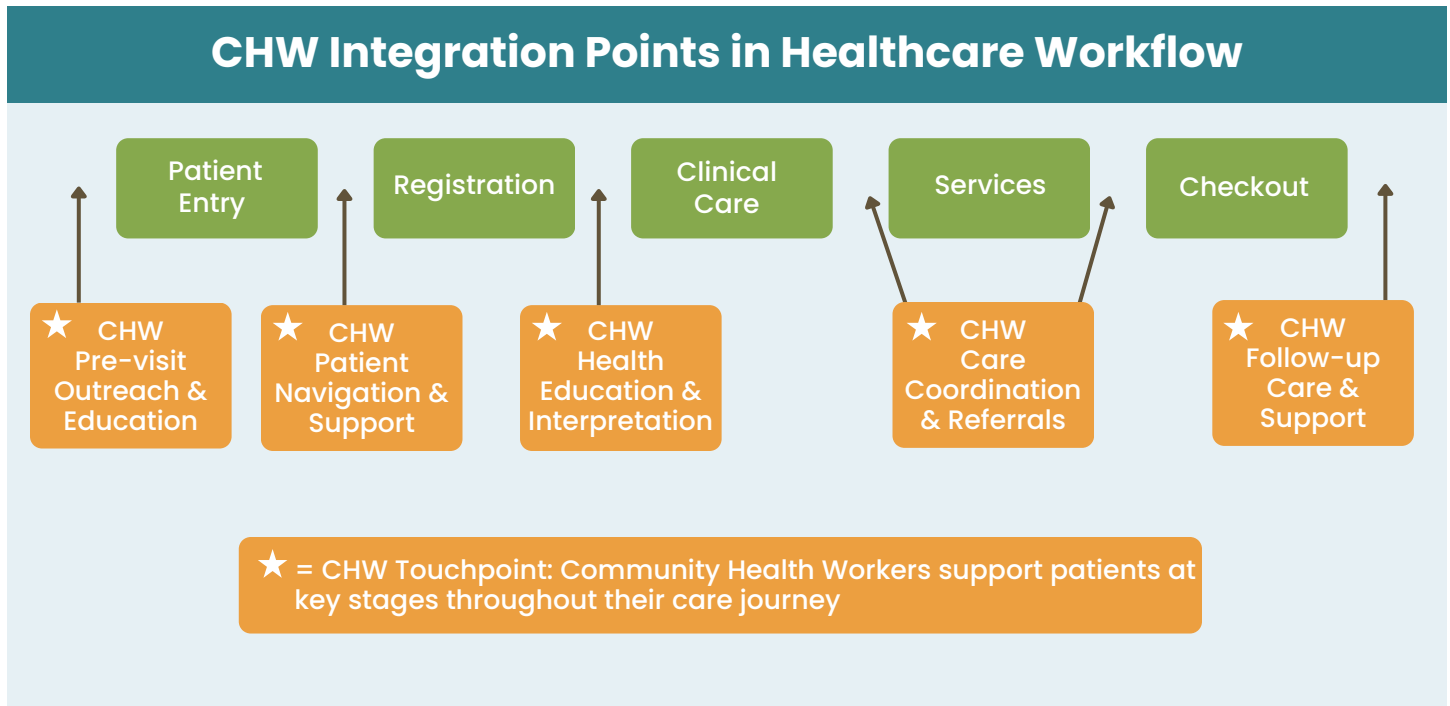 CHW Integration Points in Healthcare Workflow
Patient
Entry
Registration
Clinical
Care
Services
Checkout
CHW
Pre-visit
Outreach &
Education
CHW
Patient
Navigation &
Support
CHW
Health
Education &
Interpretation
CHW
Care
Coordination
& Referrals
CHW
Follow-up
Care &
Support
= CHW Touchpoint: Community Health Workers support patients at
key stages throughout their care journey